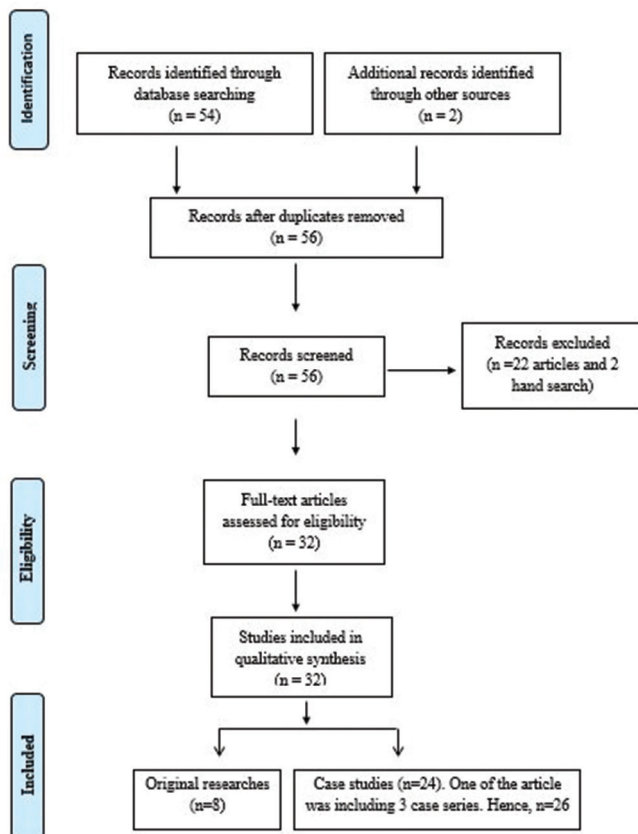 Identification
Records identified through
database searching
(n = 54)
Additional records identified
through other sources
(n = 2)
Records after duplicates removed
(n = 56)
Screening
Records screened
(n = 56)
Records excluded
(n =22 articles and 2
hand search)
Eligibility
Full-text articles
assessed for eligibility
(n = 32)
Studies included in
qualitative synthesis
(n = 32)
Included
Original researches
(n=8)
Case studies (n=24). One of the article
was including 3 case series. Hence, n=26